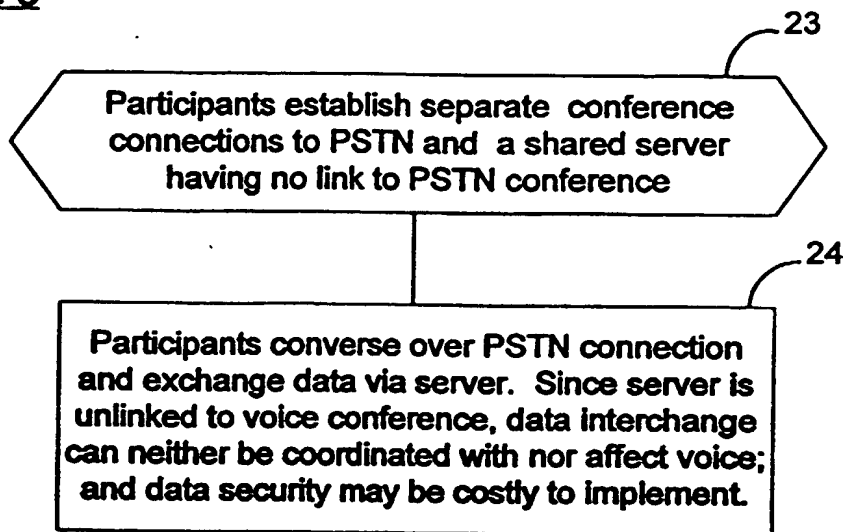 23
Participants establish separate conference
connections to PSTN and a shared server
having no link to PSTN conference
24
Participants converse over PSTN connection
and exchange data via server. Since server is
unlinked to voice conference, data interchange
can neither be coordinated with nor affect voice;
and data security may be costly to implement.